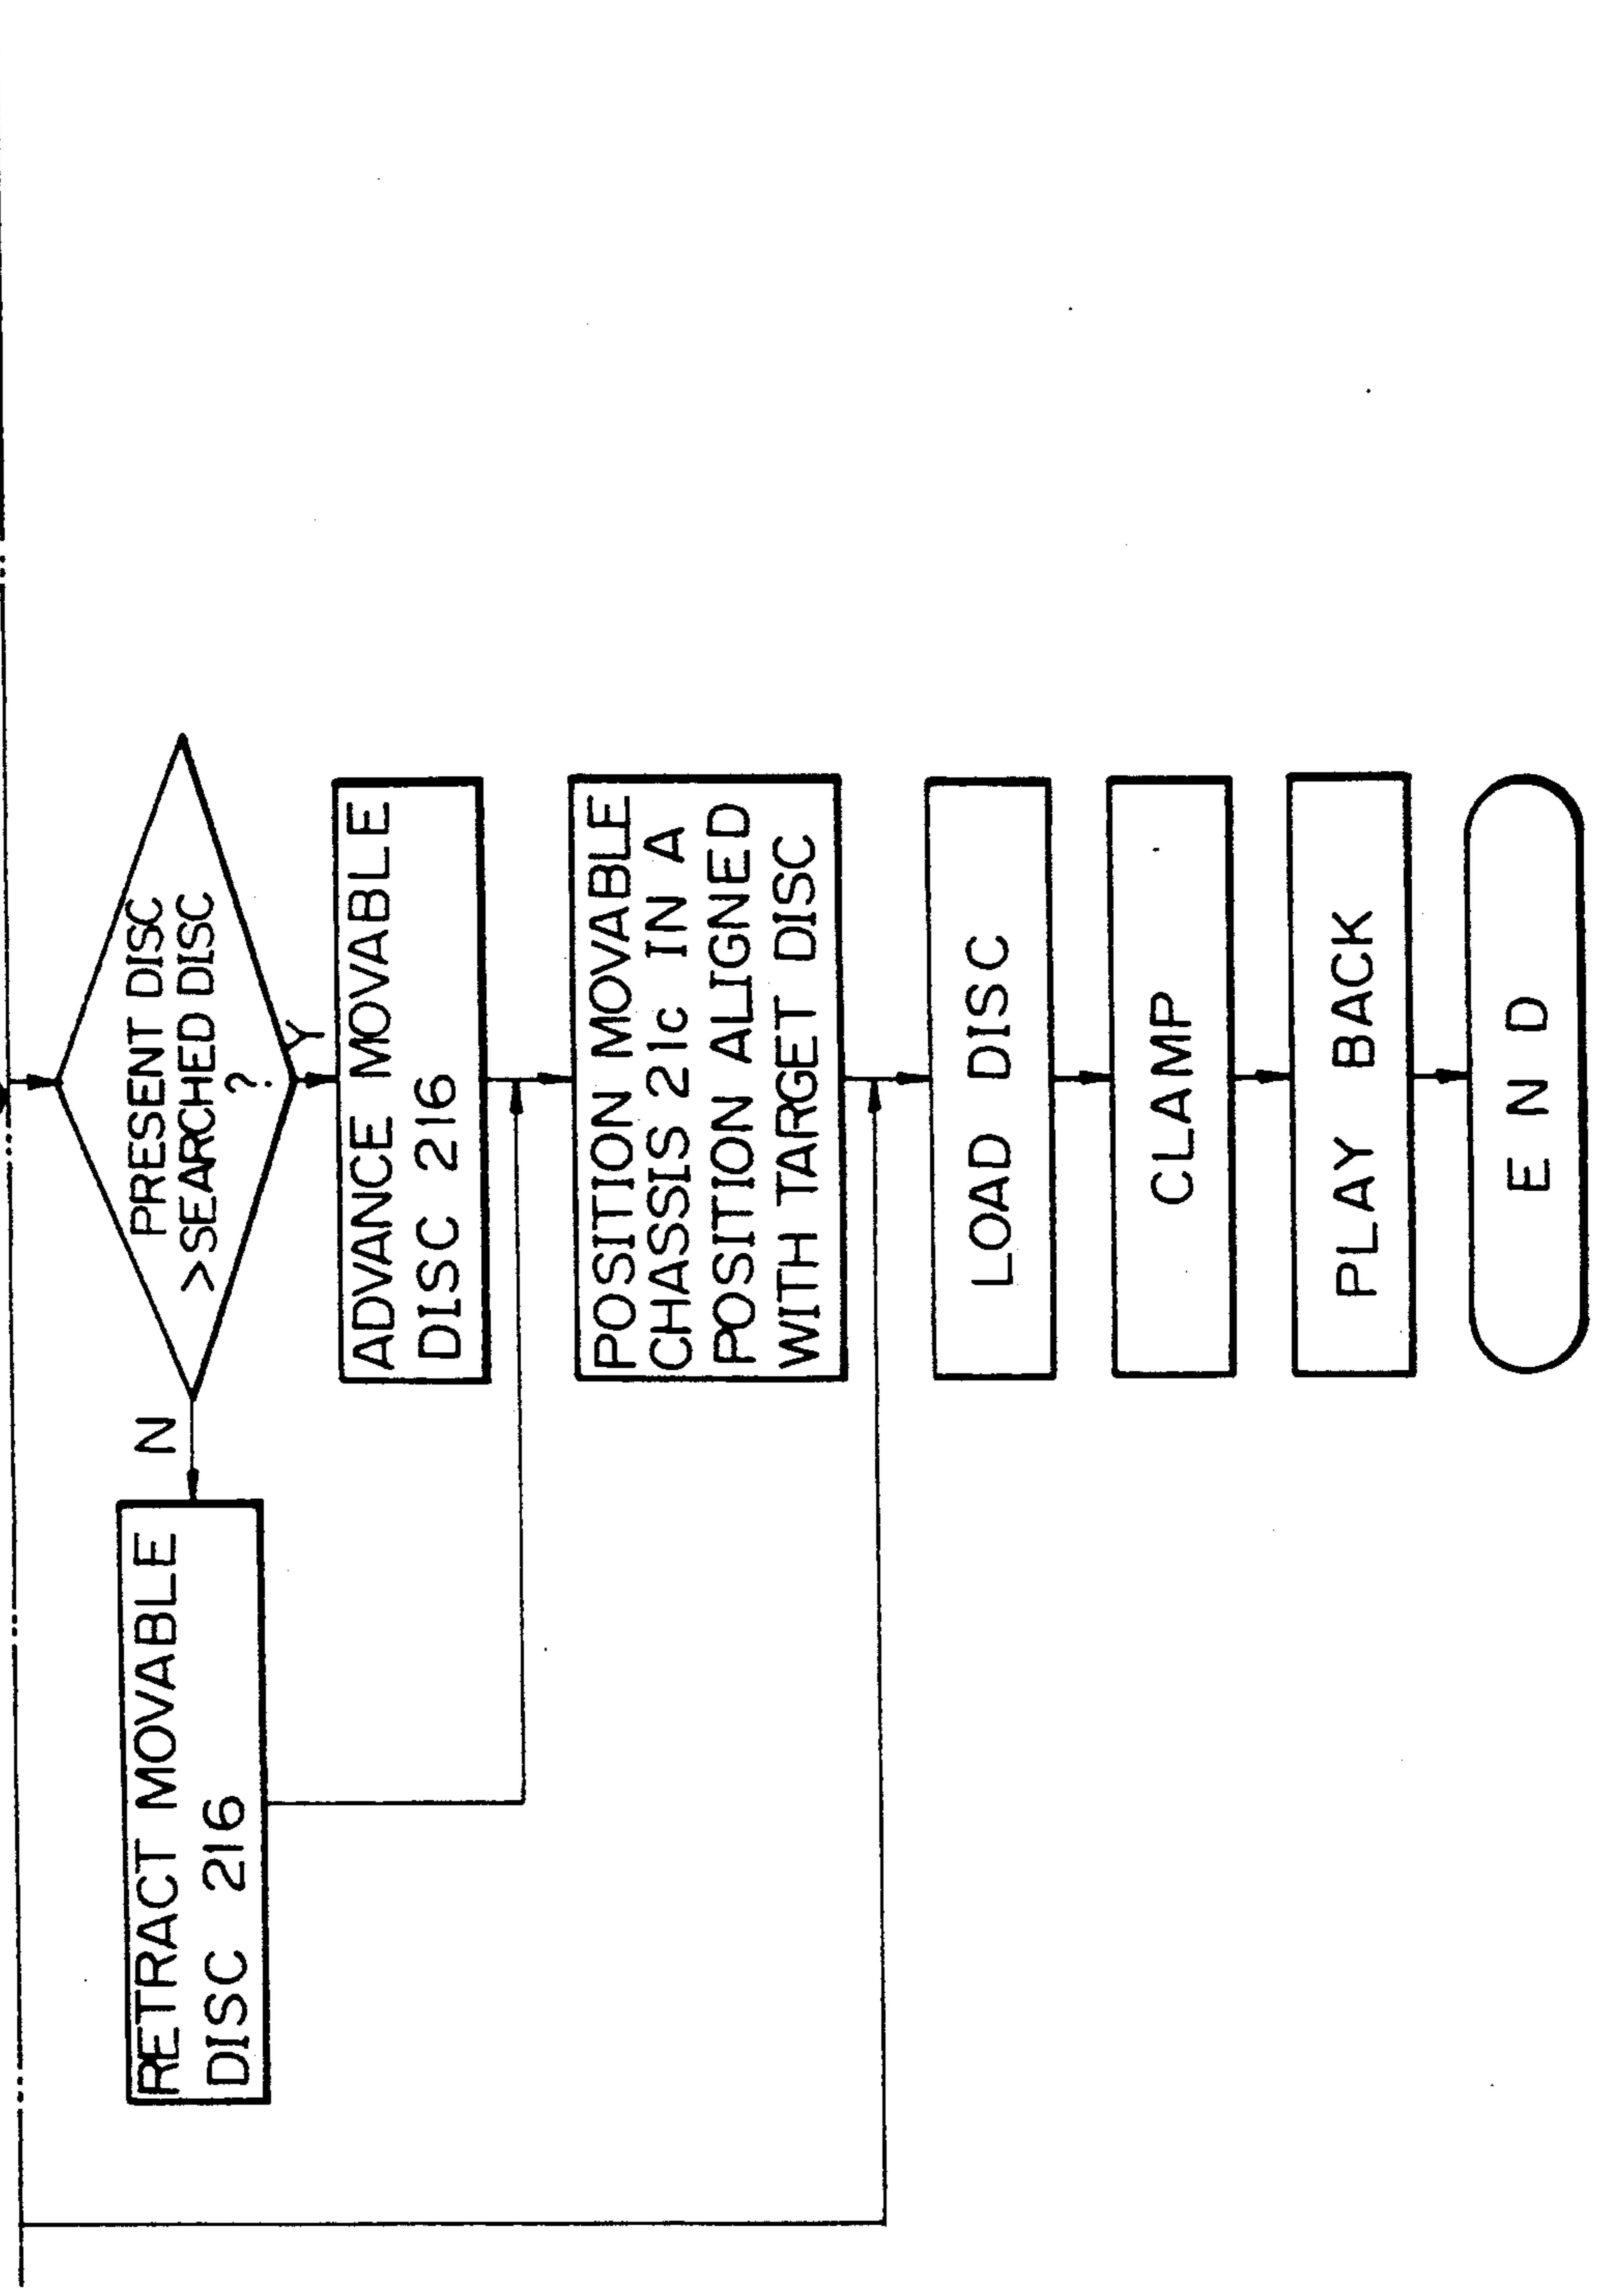 PRESENT DISC
>SEARCHED DISC
?
N
Y
RETRACT MOVABLE
DISC 216
ADVANCE MOVABLE
DISC 216
POSITION MOVABLE
CHASSIS 21c IN A
POSITION ALIGNED
WITH TARGET DISC
LOAD DISC
CLAMP
PLAY BACK
END